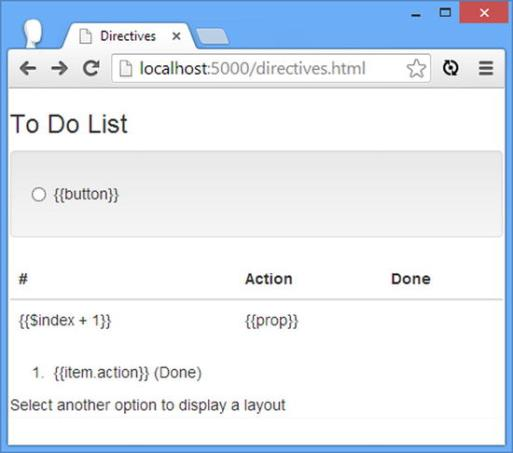 Directives
localhost:5000/directives.html
To Do List
{{button}}
# Action Done
{{$index + 1}} {{prop}}
1. {{item.action}} (Done)
Select another option to display a layout